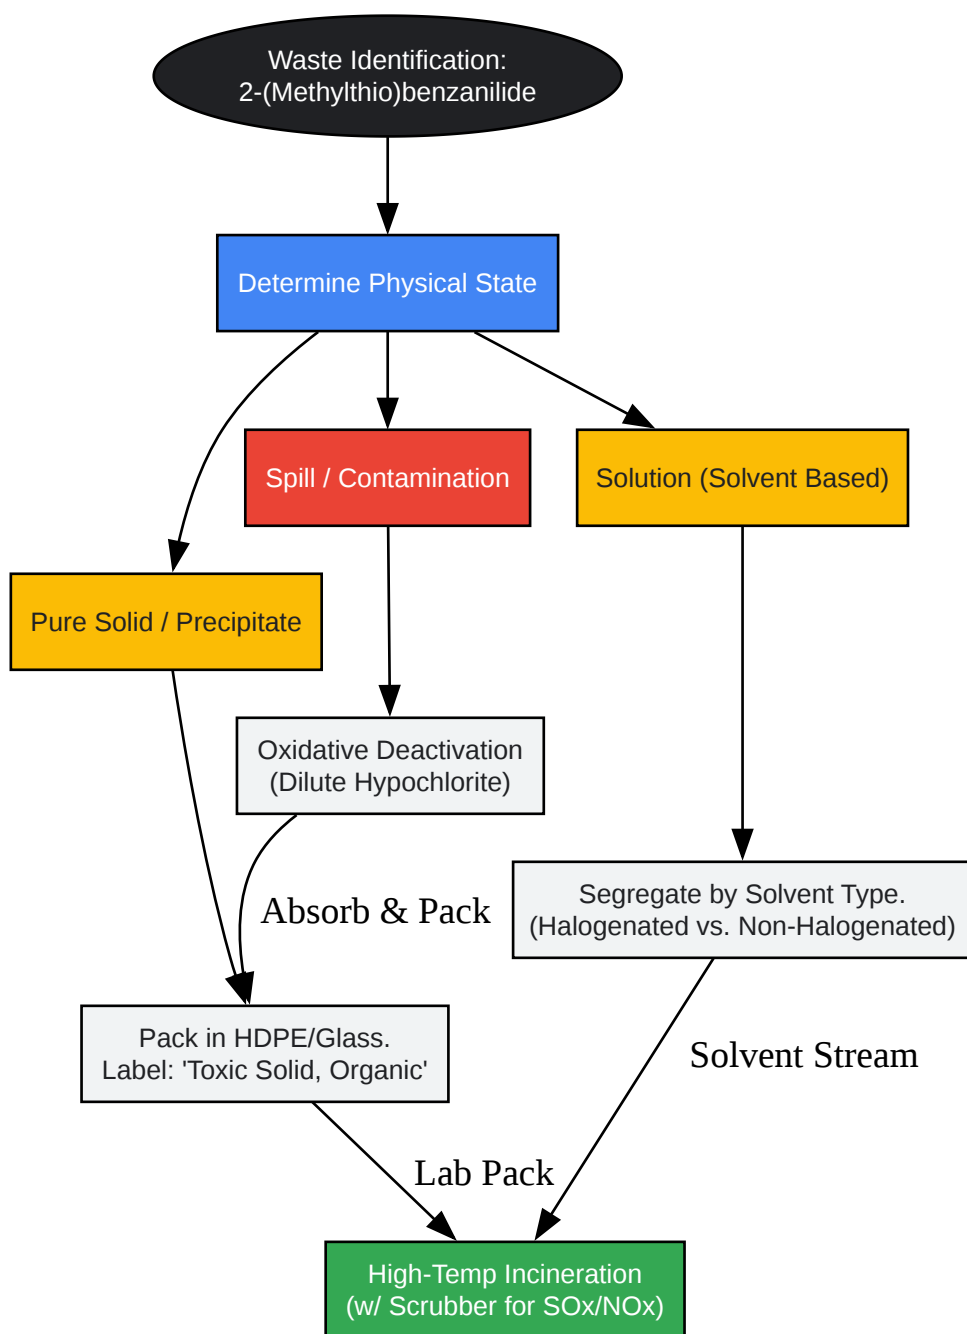 Waste Identification:
2-(Methylthio)benzanilide
Determine Physical State
Spill / Contamination
Solution (Solvent Based)
Pure Solid / Precipitate
Oxidative Deactivation
(Dilute Hypochlorite)
Segregate by Solvent Type.
(Halogenated vs. Non-Halogenated)
Absorb & Pack
Pack in HDPE/Glass.
Label: 'Toxic Solid, Organic'
Solvent Stream
Lab Pack
High-Temp Incineration
(w/ Scrubber for SOx/NOx)